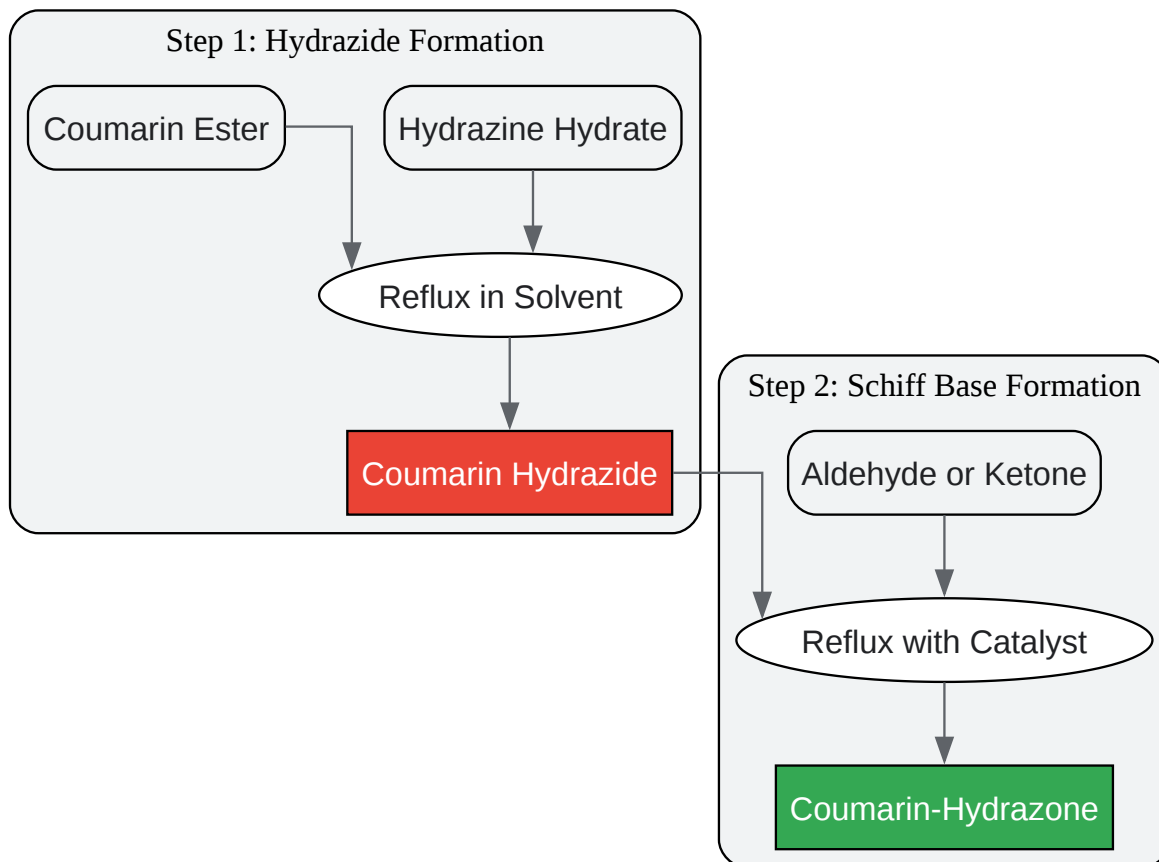 Step 1: Hydrazide Formation
Coumarin Ester
Hydrazine Hydrate
Reflux in Solvent
Coumarin Hydrazide
Step 2: Schiff Base Formation
Aldehyde or Ketone
Reflux with Catalyst
Coumarin-Hydrazone